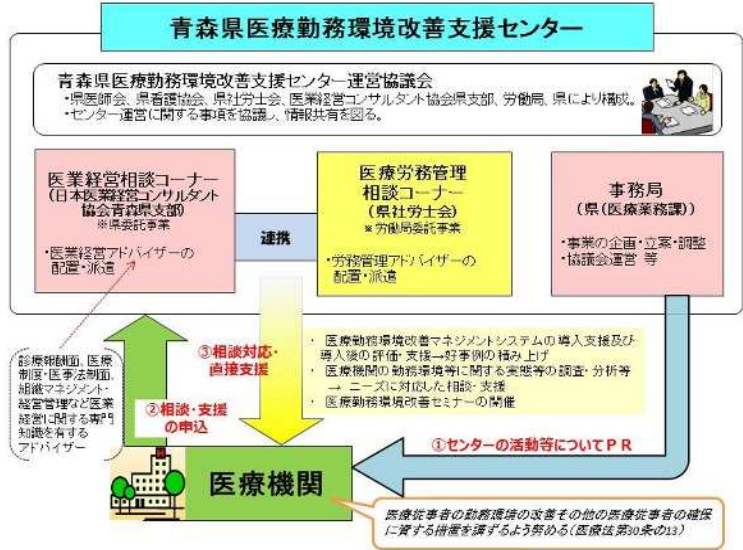 青森県医療勤務環境改善支援センター
青森県医療勤務環境改善支援センター運営協議会
・県医師会、県看護協会、県社労士会、医業経営コンサルタント協会県支部、労働局、県により構成。
・センター運営に関する事項を協議し、情報共有を図る。
医業経営相談コーナー
(日本医業経営コンサルタント
協会青森県支部)
※県委託事業
・医業経営アドバイザーの
配置・派遣
連携
医療労務管理
相談コーナー
(県社労士会)
※労働局委託事業
・労務管理アドバイザーの
配置・派遣
事務局
(県(医療業務課))
・事業の企画・立案・調整
・協議会運営 等
診療報酬面、医療
制度・医事法制面、
組織マネジメント・
経営管理など医業
経営に関する専門
知識を有する
アドバイザー
②相談・支援
の申込
③相談対応・
直接支援
・ 医療勤務環境改善マネジメントシステムの導入支援及び
導入後の評価・支援→好事例の積み上げ
・ 医療機関の勤務環境等に関する実態等の調査・分析等
→ ニーズに対応した相談・支援
・ 医療勤務環境改善セミナーの開催
①センターの活動等についてPR
医療機関
医療従事者の勤務環境の改善その他の医療従事者の確保
に資する措置を講ずるよう努める(医療法第30条の13)